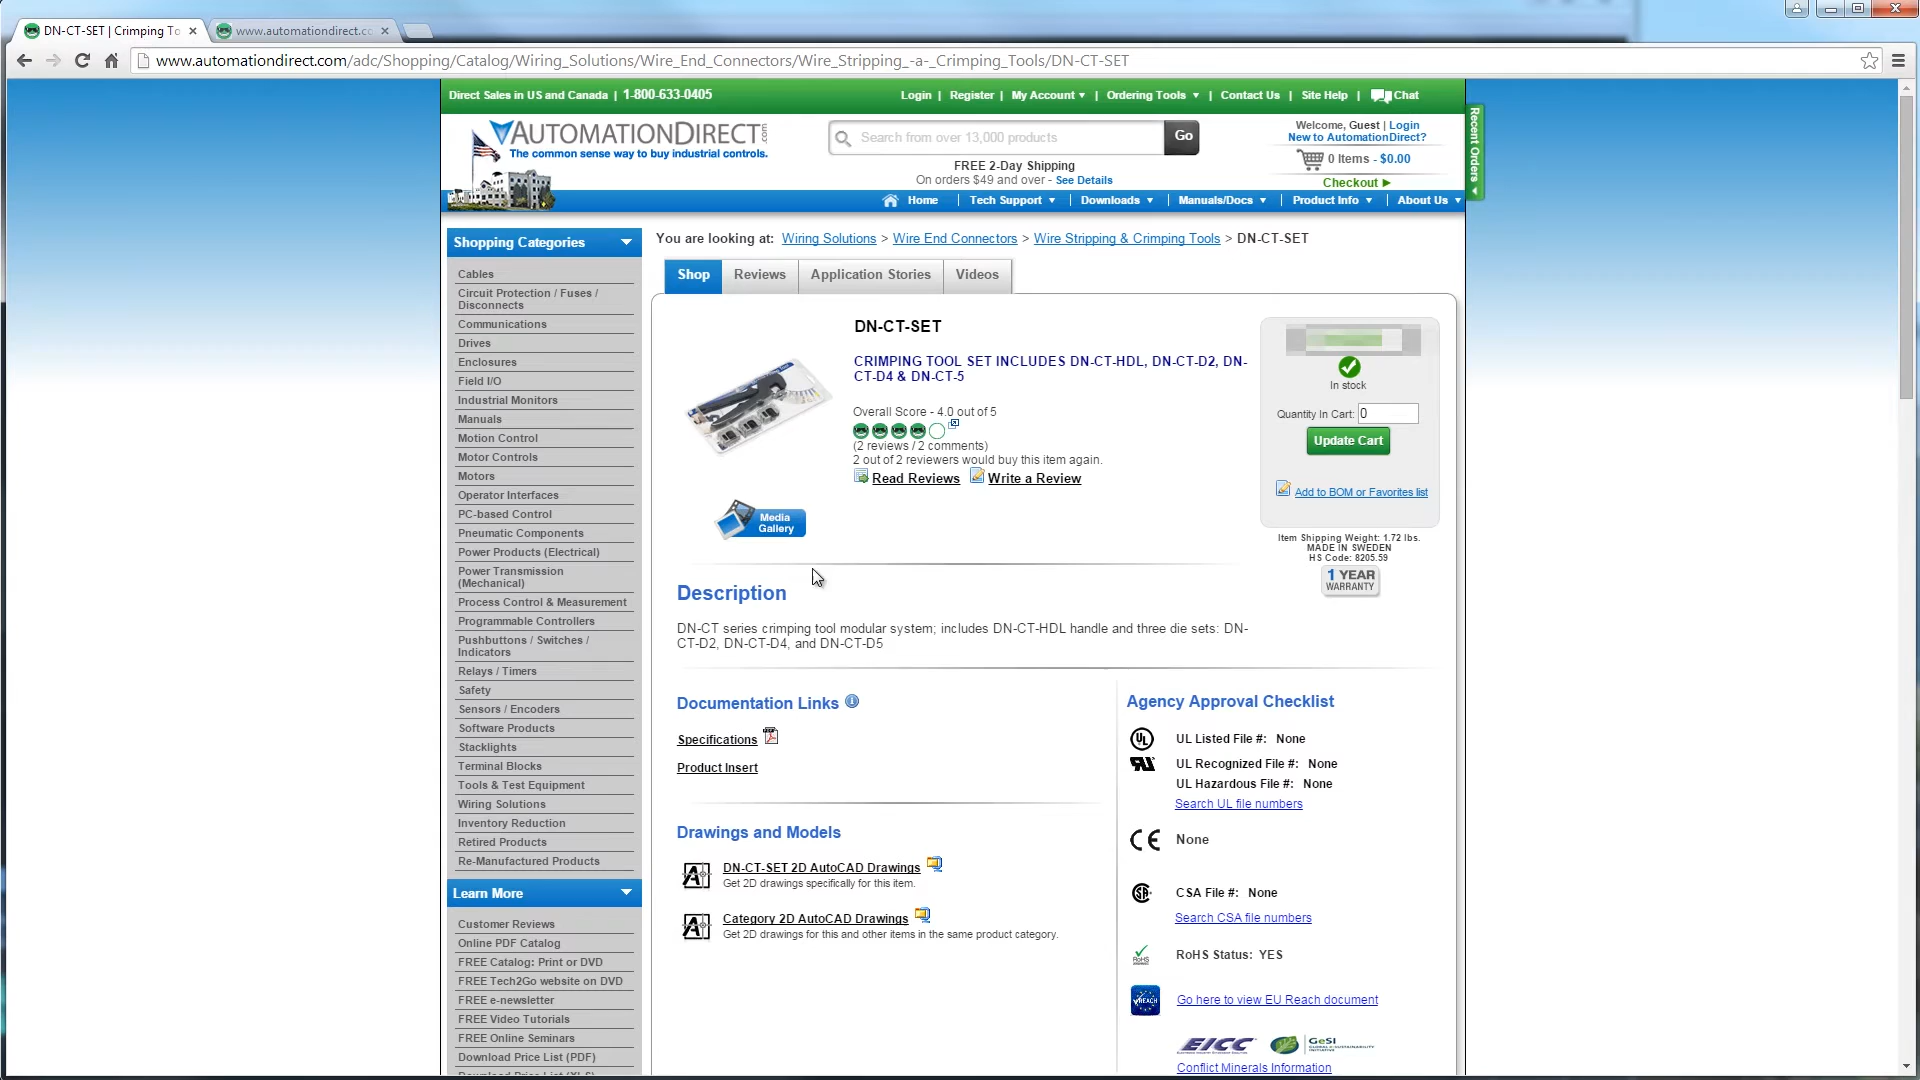 DN-CT-SET | Crimping To
www.automationdirect.co
www.automationdirect.com/adc/Shopping/Catalog/Wiring_Solutions/Wire_End_Connectors/Wire_Stripping_-a-_Crimping_Tools/DN-CT-SET
Direct Sales in US and Canada | 1-800-633-0405
Login | Register | My Account | Ordering Tools | Contact Us | Site Help | Chat
AUTOMATIONDIRECT.com
The common sense way to buy industrial controls.
Search from over 13,000 products
Go
FREE 2-Day Shipping
On orders $49 and over - See Details
Welcome, Guest | Login
New to AutomationDirect?
0 Items - $0.00
Checkout
Recent Orders
Home | Tech Support | Downloads | Manuals/Docs | Product Info | About Us
Shopping Categories
Cables
Circuit Protection / Fuses /
Disconnects
Communications
Drives
Enclosures
Field I/O
Industrial Monitors
Manuals
Motion Control
Motor Controls
Motors
Operator Interfaces
PC-based Control
Pneumatic Components
Power Products (Electrical)
Power Transmission
(Mechanical)
Process Control & Measurement
Programmable Controllers
Pushbuttons / Switches /
Indicators
Relays / Timers
Safety
Sensors / Encoders
Software Products
Stacklights
Terminal Blocks
Tools & Test Equipment
Wiring Solutions
Inventory Reduction
Retired Products
Re-Manufactured Products
Learn More
Customer Reviews
Online PDF Catalog
FREE Catalog: Print or DVD
FREE Tech2Go website on DVD
FREE e-newsletter
FREE Video Tutorials
FREE Online Seminars
Download Price List (PDF)
Download Price List (XLS)
You are looking at: Wiring Solutions > Wire End Connectors > Wire Stripping & Crimping Tools > DN-CT-SET
Shop
Reviews
Application Stories
Videos
DN-CT-SET
CRIMPING TOOL SET INCLUDES DN-CT-HDL, DN-CT-D2, DN-
CT-D4 & DN-CT-5
Overall Score - 4.0 out of 5
(2 reviews / 2 comments)
2 out of 2 reviewers would buy this item again.
Read Reviews
Write a Review
Media
Gallery
In stock
Quantity In Cart: 0
Update Cart
Add to BOM or Favorites list
Item Shipping Weight: 1.72 lbs.
MADE IN SWEDEN
HS Code: 8205.59
1 YEAR
WARRANTY
Description
DN-CT series crimping tool modular system; includes DN-CT-HDL handle and three die sets: DN-
CT-D2, DN-CT-D4, and DN-CT-D5
Documentation Links
Specifications
Product Insert
Drawings and Models
DN-CT-SET 2D AutoCAD Drawings
Get 2D drawings specifically for this item.
Category 2D AutoCAD Drawings
Get 2D drawings for this and other items in the same product category.
Agency Approval Checklist
UL Listed File #: None
UL Recognized File #: None
UL Hazardous File #: None
Search UL file numbers
CE None
CSA File #: None
Search CSA file numbers
RoHS
RoHS Status: YES
REACH
Go here to view EU Reach document
EICC
GeSI
Conflict Minerals Information